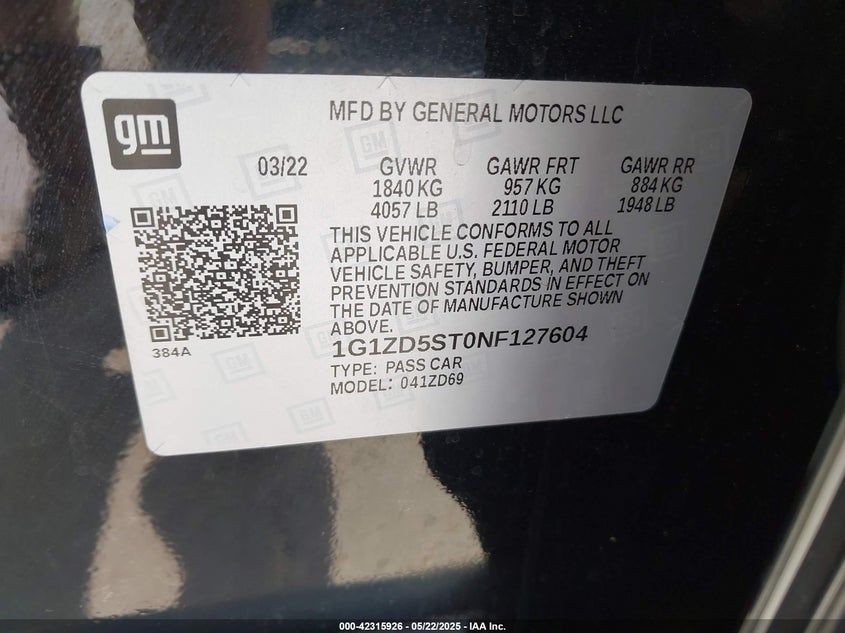 gm
MFD BY GENERAL MOTORS LLC
03/22 GVWR GAWR FRT GAWR RR
1840 KG 957 KG 884 KG
4057 LB 2110 LB 1948 LB
THIS VEHICLE CONFORMS TO ALL
APPLICABLE U.S. FEDERAL MOTOR
VEHICLE SAFETY, BUMPER, AND THEFT
PREVENTION STANDARDS IN EFFECT ON
THE DATE OF MANUFACTURE SHOWN
ABOVE.
384A
1G1ZD5ST0NF127604
TYPE: PASS CAR
MODEL: 041ZD69
000-42315926 - 05/22/2025 - IAA Inc.